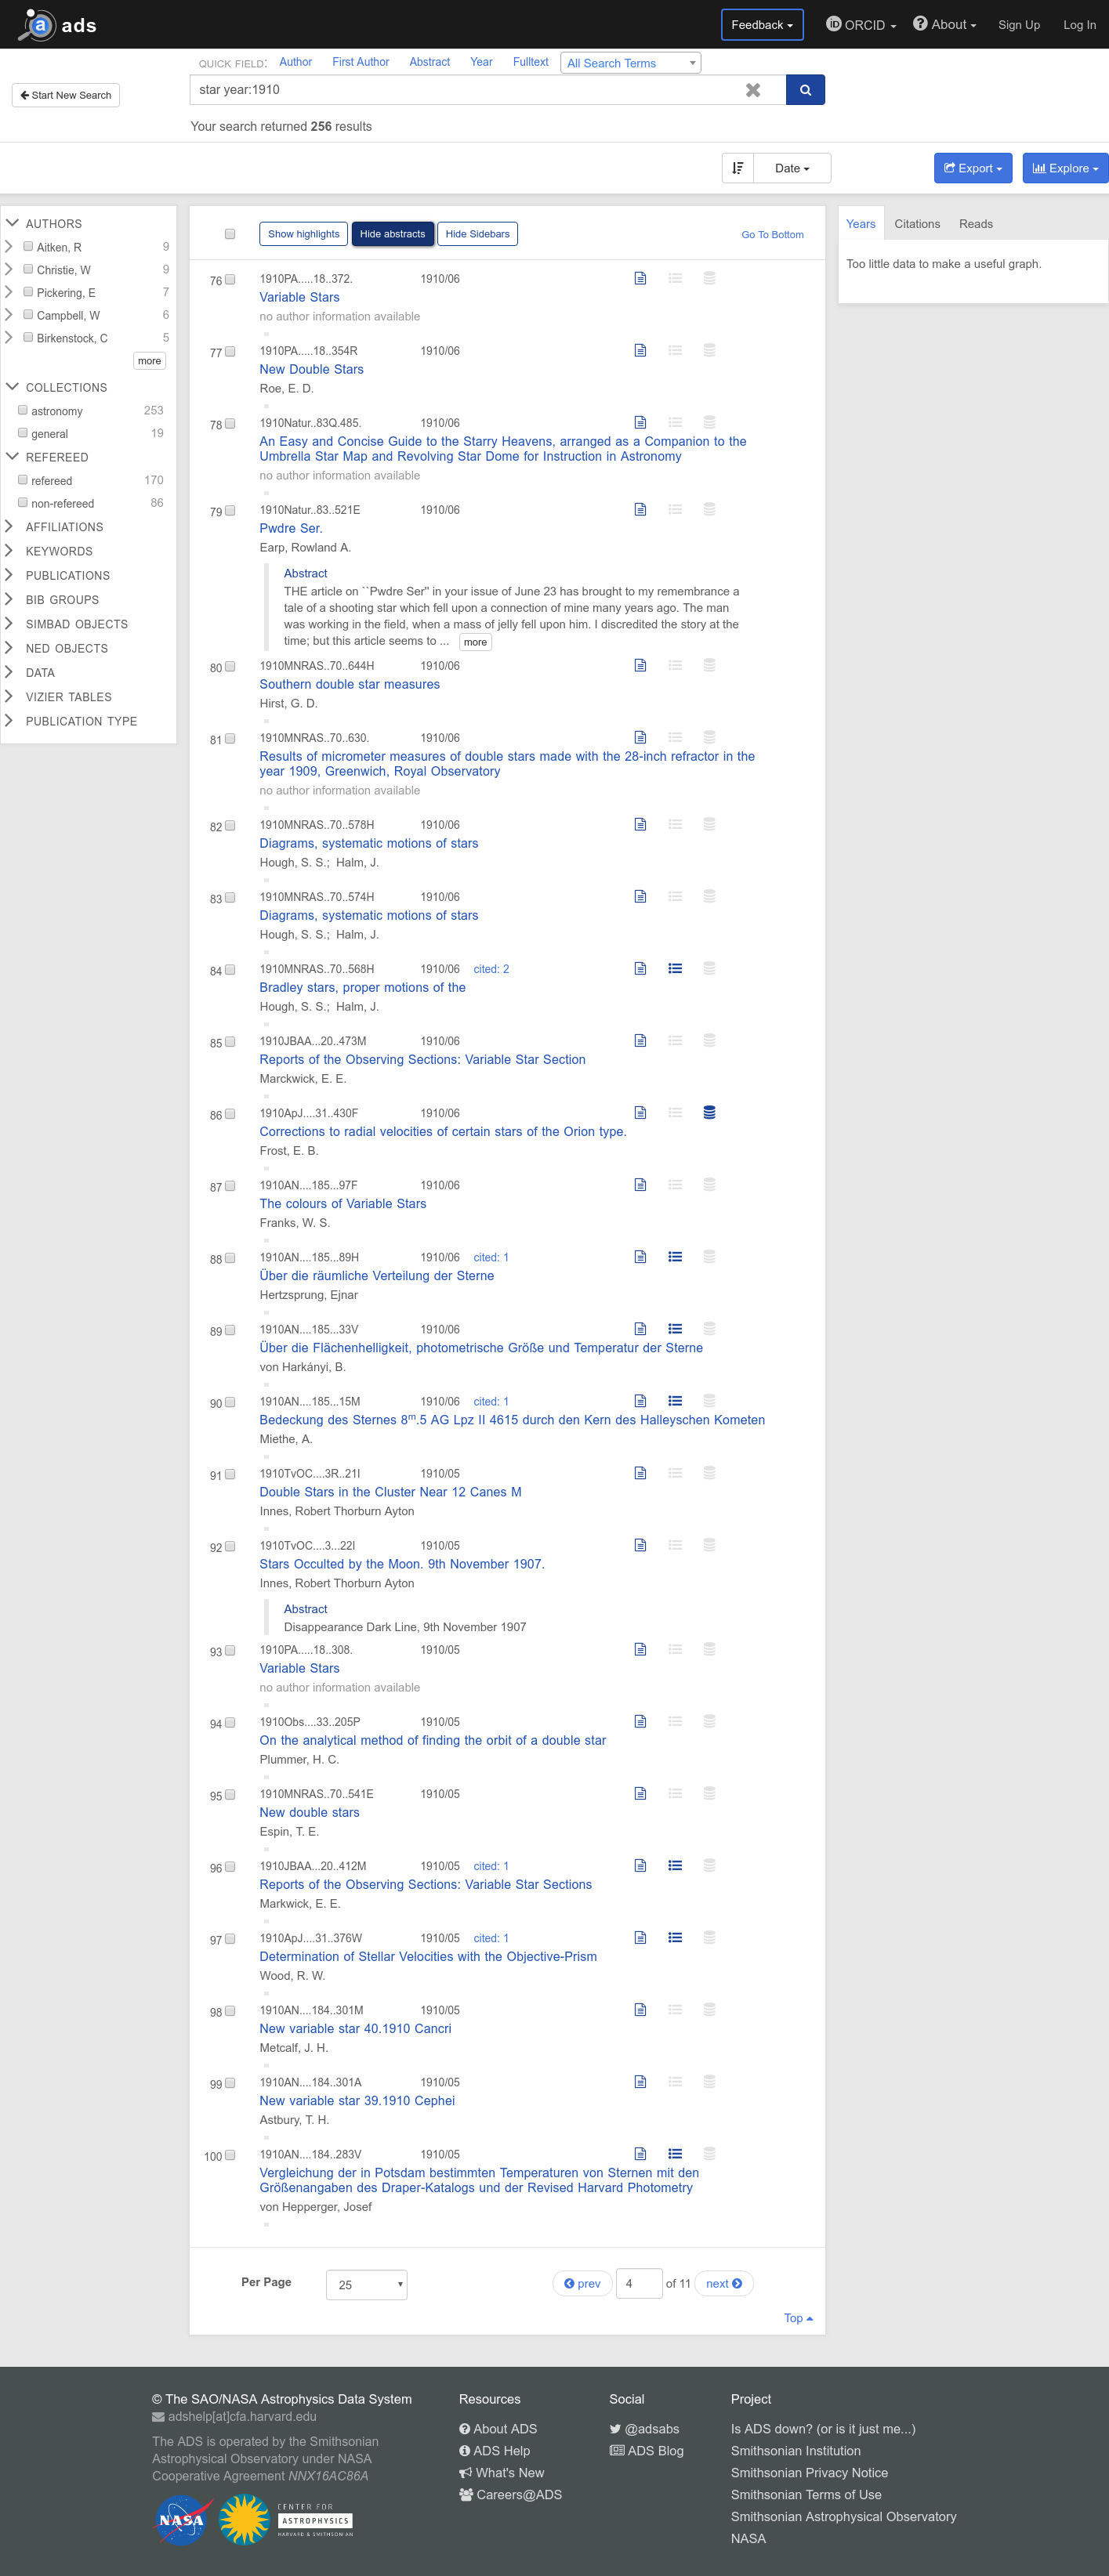 ads
Feedback
iD ORCID
About
Sign Up
Log In
QUICK FIELD: Author First Author Abstract Year Fulltext All Search Terms
Start New Search
star year:1910
Your search returned 256 results
Date
Export
Explore
AUTHORS
Aitken, R 9
Christie, W 9
Pickering, E 7
Campbell, W 6
Birkenstock, C 5
more
COLLECTIONS
astronomy 253
general 19
REFEREED
refereed 170
non-refereed 86
AFFILIATIONS
KEYWORDS
PUBLICATIONS
BIB GROUPS
SIMBAD OBJECTS
NED OBJECTS
DATA
VIZIER TABLES
PUBLICATION TYPE
Show highlights Hide abstracts Hide Sidebars Go To Bottom
76 1910PA.....18..372. 1910/06
Variable Stars
no author information available
77 1910PA.....18..354R 1910/06
New Double Stars
Roe, E. D.
78 1910Natur..83Q.485. 1910/06
An Easy and Concise Guide to the Starry Heavens, arranged as a Companion to the
Umbrella Star Map and Revolving Star Dome for Instruction in Astronomy
no author information available
79 1910Natur..83..521E 1910/06
Pwdre Ser.
Earp, Rowland A.
Abstract
THE article on ``Pwdre Ser'' in your issue of June 23 has brought to my remembrance a
tale of a shooting star which fell upon a connection of mine many years ago. The man
was working in the field, when a mass of jelly fell upon him. I discredited the story at the
time; but this article seems to ... more
80 1910MNRAS..70..644H 1910/06
Southern double star measures
Hirst, G. D.
81 1910MNRAS..70..630. 1910/06
Results of micrometer measures of double stars made with the 28-inch refractor in the
year 1909, Greenwich, Royal Observatory
no author information available
82 1910MNRAS..70..578H 1910/06
Diagrams, systematic motions of stars
Hough, S. S.; Halm, J.
83 1910MNRAS..70..574H 1910/06
Diagrams, systematic motions of stars
Hough, S. S.; Halm, J.
84 1910MNRAS..70..568H 1910/06 cited: 2
Bradley stars, proper motions of the
Hough, S. S.; Halm, J.
85 1910JBAA...20..473M 1910/06
Reports of the Observing Sections: Variable Star Section
Marckwick, E. E.
86 1910ApJ....31..430F 1910/06
Corrections to radial velocities of certain stars of the Orion type.
Frost, E. B.
87 1910AN....185...97F 1910/06
The colours of Variable Stars
Franks, W. S.
88 1910AN....185...89H 1910/06 cited: 1
Über die räumliche Verteilung der Sterne
Hertzsprung, Ejnar
89 1910AN....185...33V 1910/06
Über die Flächenhelligkeit, photometrische Größe und Temperatur der Sterne
von Harkányi, B.
90 1910AN....185...15M 1910/06 cited: 1
Bedeckung des Sternes 8ᵐ.5 AG Lpz II 4615 durch den Kern des Halleyschen Kometen
Miethe, A.
91 1910TvOC....3R..21I 1910/05
Double Stars in the Cluster Near 12 Canes M
Innes, Robert Thorburn Ayton
92 1910TvOC....3...22I 1910/05
Stars Occulted by the Moon. 9th November 1907.
Innes, Robert Thorburn Ayton
Abstract
Disappearance Dark Line, 9th November 1907
93 1910PA.....18..308. 1910/05
Variable Stars
no author information available
94 1910Obs....33..205P 1910/05
On the analytical method of finding the orbit of a double star
Plummer, H. C.
95 1910MNRAS..70..541E 1910/05
New double stars
Espin, T. E.
96 1910JBAA...20..412M 1910/05 cited: 1
Reports of the Observing Sections: Variable Star Sections
Markwick, E. E.
97 1910ApJ....31..376W 1910/05 cited: 1
Determination of Stellar Velocities with the Objective-Prism
Wood, R. W.
98 1910AN....184..301M 1910/05
New variable star 40.1910 Cancri
Metcalf, J. H.
99 1910AN....184..301A 1910/05
New variable star 39.1910 Cephei
Astbury, T. H.
100 1910AN....184..283V 1910/05
Vergleichung der in Potsdam bestimmten Temperaturen von Sternen mit den
Größenangaben des Draper-Katalogs und der Revised Harvard Photometry
von Hepperger, Josef
Per Page 25 prev 4 of 11 next
Top
Years Citations Reads
Too little data to make a useful graph.
© The SAO/NASA Astrophysics Data System
adshelp[at]cfa.harvard.edu
The ADS is operated by the Smithsonian
Astrophysical Observatory under NASA
Cooperative Agreement NNX16AC86A
NASA
CENTER FOR
ASTROPHYSICS
HARVARD & SMITHSONIAN
Resources
About ADS
ADS Help
What's New
Careers@ADS
Social
@adsabs
ADS Blog
Project
Is ADS down? (or is it just me...)
Smithsonian Institution
Smithsonian Privacy Notice
Smithsonian Terms of Use
Smithsonian Astrophysical Observatory
NASA